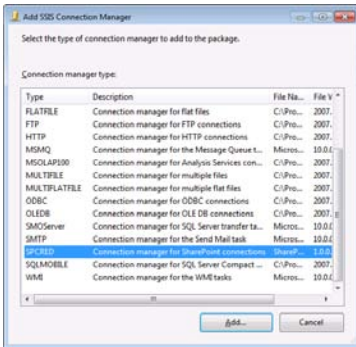 Add SSIS Connection Manager
Select the type of connection manager to add to the package.
Connection manager type:
Type Description File Na... File V
FLATFILE Connection manager for flat files C:\Pro... 2007.
FTP Connection manager for FTP connections C:\Pro... 2007.
HTTP Connection manager for HTTP connections C:\Pro... 2007.
MSMQ Connection manager for the Message Queue t... Micros... 10.0.(
MSOLAP100 Connection manager for Analysis Services con... C:\Pro... 2007.
MULTIFILE Connection manager for multiple files C:\Pro... 2007.
MULTIFLATFILE Connection manager for multiple flat files C:\Pro... 2007.
ODBC Connection manager for ODBC connections C:\Pro... 2007.
OLEDB Connection manager for OLE DB connections C:\Pro... 2007.
SMOServer Connection manager for SQL Server transfer ta... Micros... 10.0.(
SMTP Connection manager for the Send Mail task Micros... 10.0.(
SPCRED Connection manager for SharePoint connections ShareP... 1.0.0.
SQLMOBILE Connection manager for SQL Server Compact ... C:\Pro... 2007.
WMI Connection manager for the WMI tasks Micros... 10.0.(
Add... Cancel